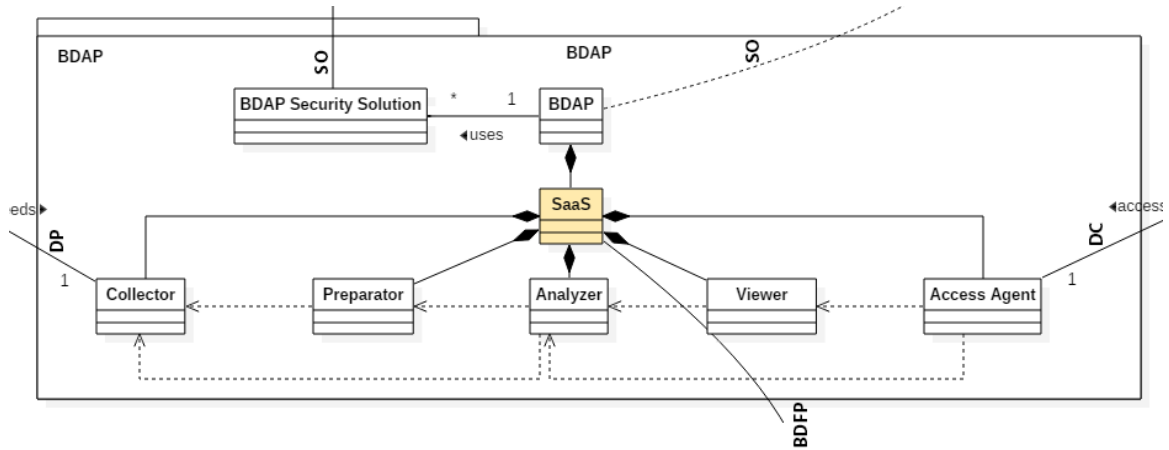 BDAP
BDAP
SO
SO
BDAP Security Solution
*
1
BDAP
uses
SaaS
eds
access
DP
DC
1
1
Collector
Preparator
Analyzer
Viewer
Access Agent
BDFP